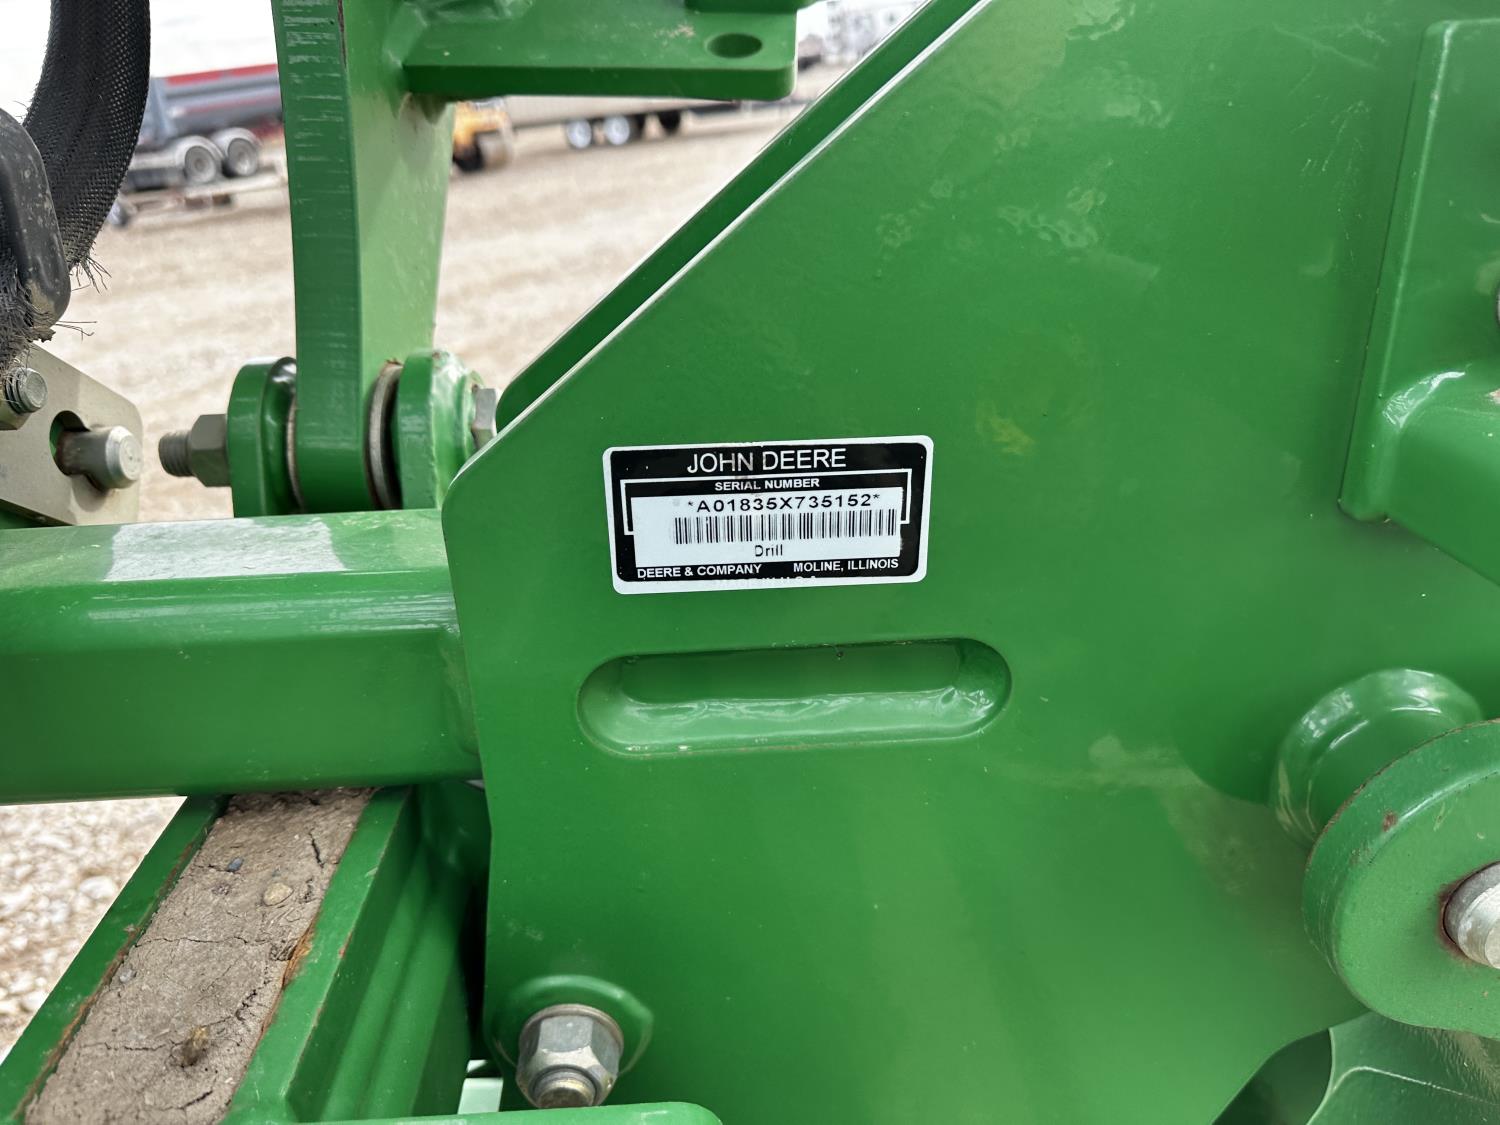 JOHN DEERE
SERIAL NUMBER
*A01835X735152*
Drill
DEERE & COMPANY MOLINE, ILLINOIS